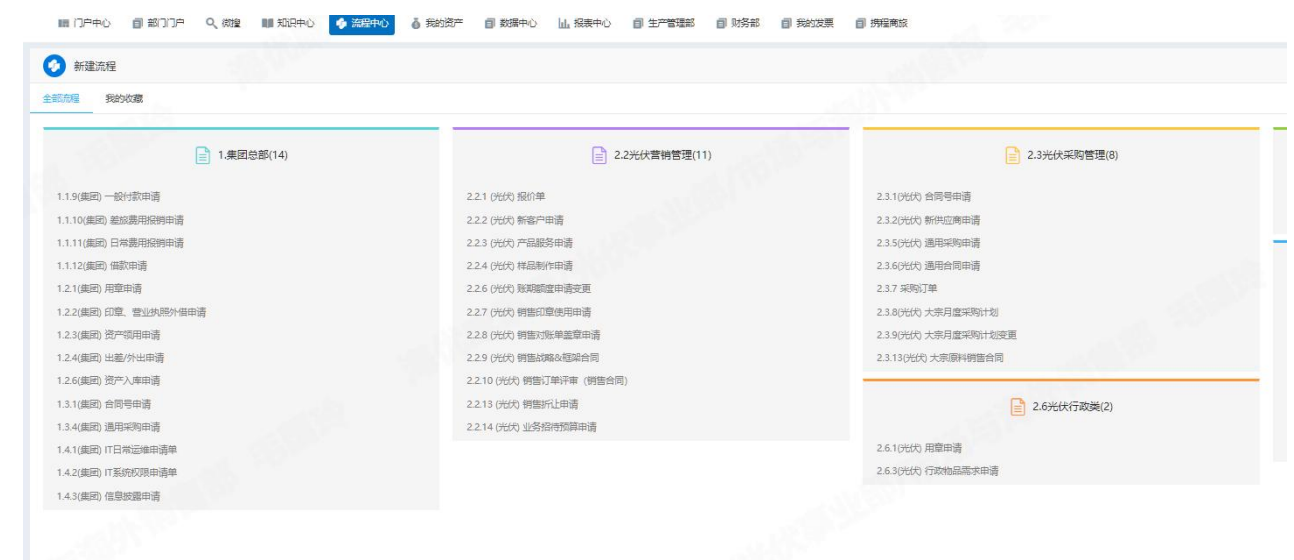 门户中心 部门门户 微搜 知识中心 流程中心 我的资产 数据中心 报表中心 生产管理部 财务部 我的发票 携程商旅
新建流程
全部流程 我的收藏
1.集团总部(14)
1.1.9(集团) 一般付款申请
1.1.10(集团) 差旅费用报销申请
1.1.11(集团) 日常费用报销申请
1.1.12(集团) 借款申请
1.2.1(集团) 用章申请
1.2.2(集团) 印章、营业执照外借申请
1.2.3(集团) 资产领用申请
1.2.4(集团) 出差/外出申请
1.2.6(集团) 资产入库申请
1.3.1(集团) 合同号申请
1.3.4(集团) 通用采购申请
1.4.1(集团) IT日常运维申请单
1.4.2(集团) IT系统权限申请单
1.4.3(集团) 信息披露申请
2.2光伏营销管理(11)
2.2.1 (光伏) 报价单
2.2.2 (光伏) 新客户申请
2.2.3 (光伏) 产品服务申请
2.2.4 (光伏) 样品制作申请
2.2.6 (光伏) 账期额度申请变更
2.2.7 (光伏) 销售印章使用申请
2.2.8 (光伏) 销售对账单盖章申请
2.2.9 (光伏) 销售战略&框架合同
2.2.10 (光伏) 销售订单评审（销售合同）
2.2.13 (光伏) 销售折让申请
2.2.14 (光伏) 业务招待预算申请
2.3光伏采购管理(8)
2.3.1(光伏) 合同号申请
2.3.2(光伏) 新供应商申请
2.3.5(光伏) 通用采购申请
2.3.6(光伏) 通用合同申请
2.3.7 采购订单
2.3.8(光伏) 大宗月度采购计划
2.3.9(光伏) 大宗月度采购计划变更
2.3.13(光伏) 大宗原料销售合同
2.6光伏行政类(2)
2.6.1(光伏) 用章申请
2.6.3(光伏) 行政物品需求申请